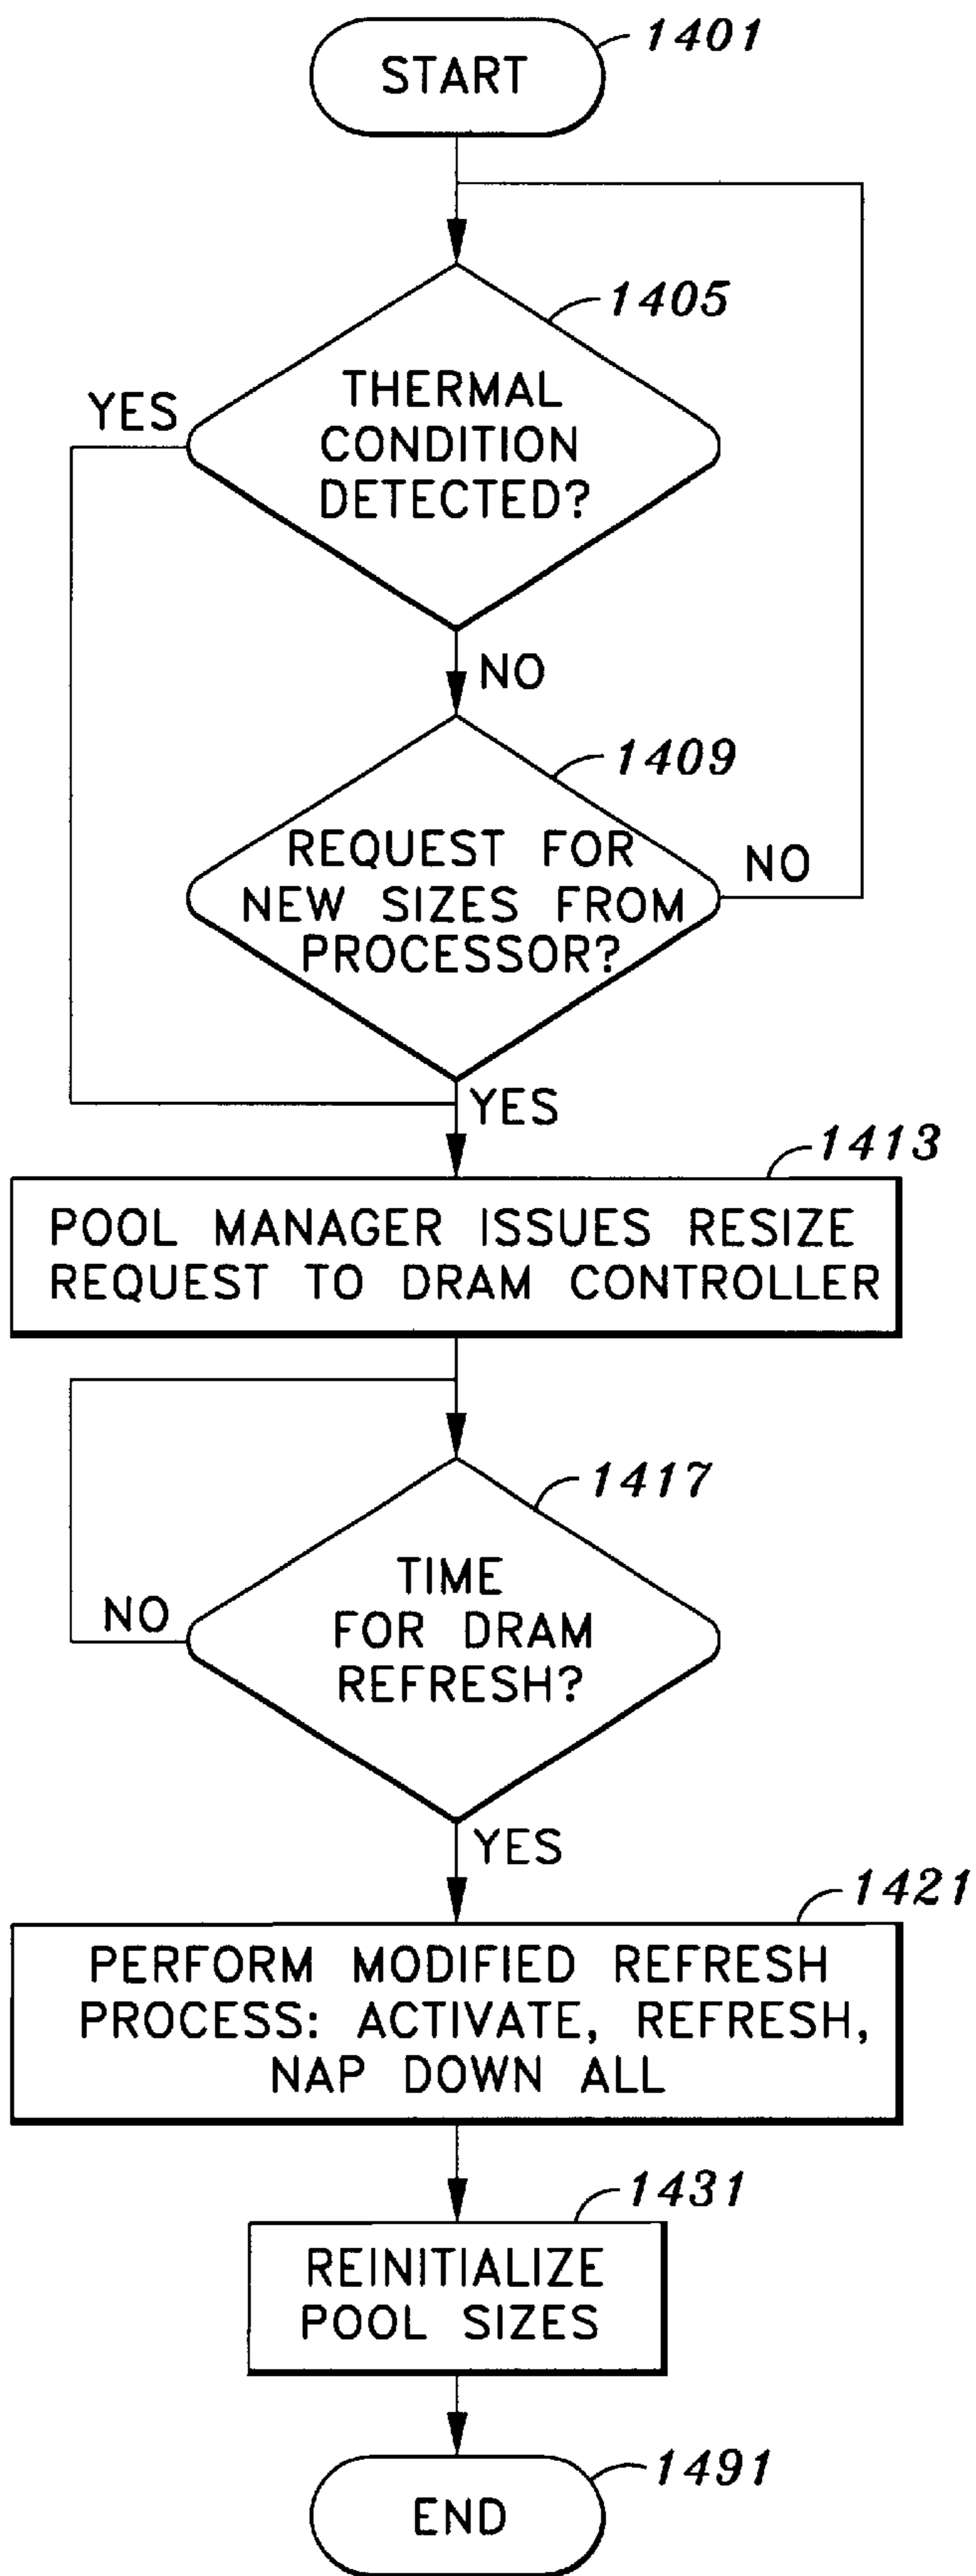 1401
START
1405
YES
THERMAL
CONDITION
DETECTED?
NO
1409
REQUEST FOR
NEW SIZES FROM
PROCESSOR?
NO
YES
1413
POOL MANAGER ISSUES RESIZE
REQUEST TO DRAM CONTROLLER
1417
TIME
FOR DRAM
REFRESH?
NO
YES
1421
PERFORM MODIFIED REFRESH
PROCESS: ACTIVATE, REFRESH,
NAP DOWN ALL
1431
REINITIALIZE
POOL SIZES
1491
END